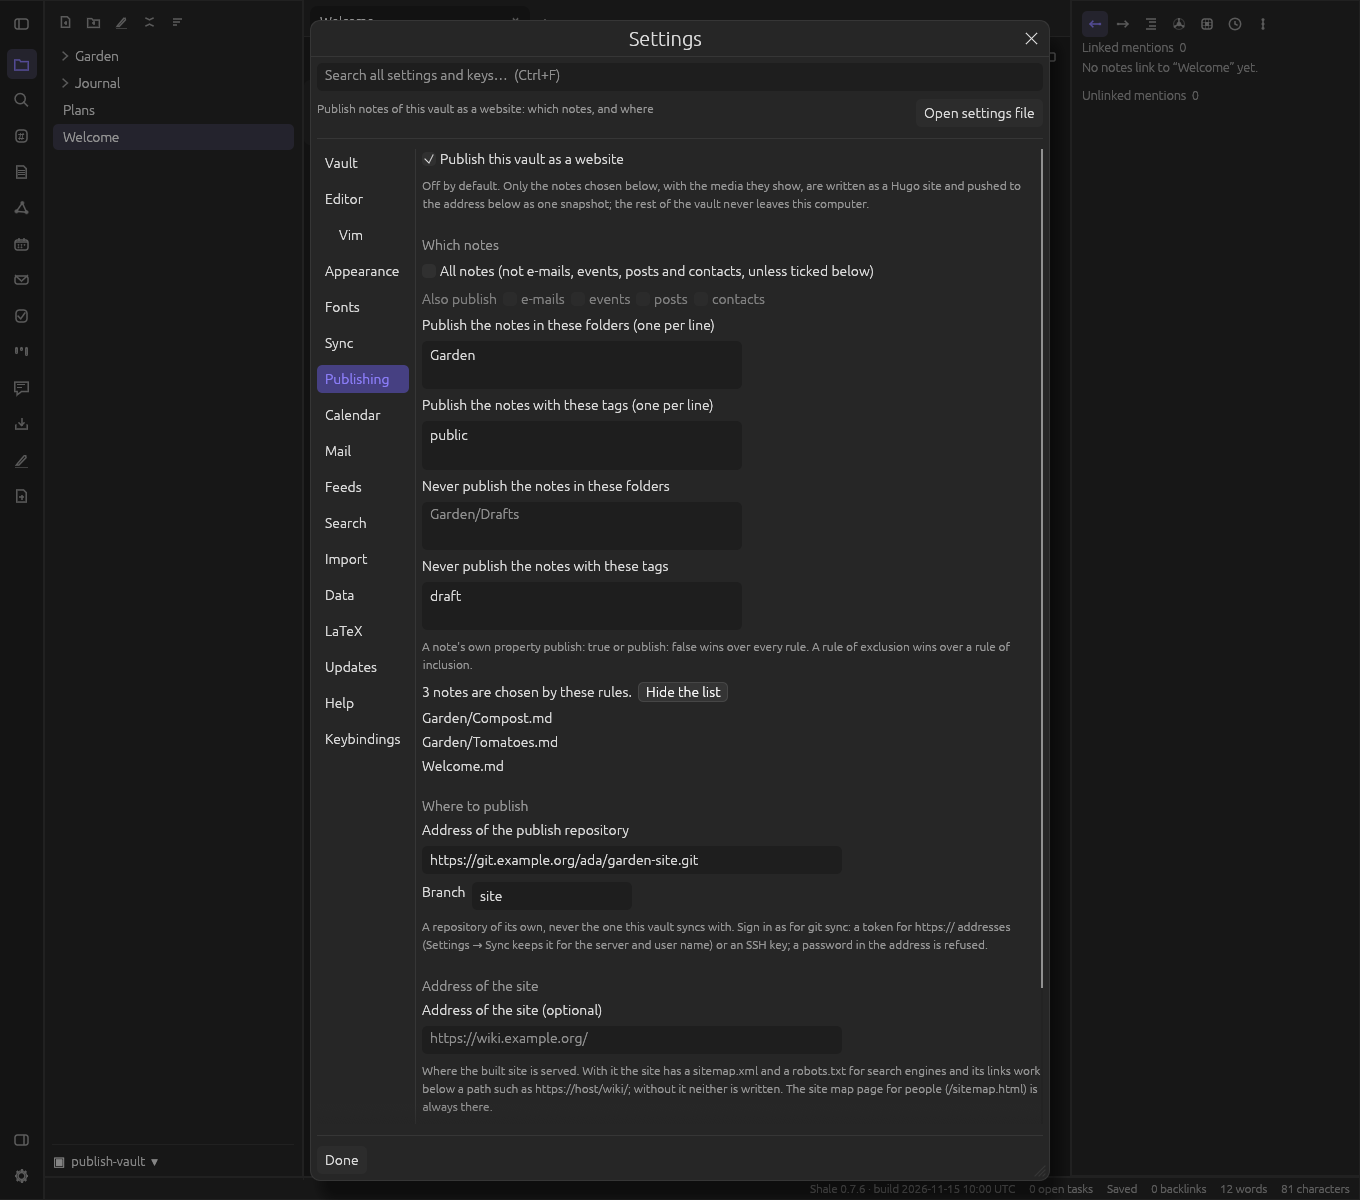 Settings
Search all settings and keys… (Ctrl+F)
Publish notes of this vault as a website: which notes, and where
Open settings file
Garden
Journal
Plans
Welcome
Linked mentions 0
No notes link to “Welcome” yet.
Unlinked mentions 0
Vault
Editor
Vim
Appearance
Fonts
Sync
Publishing
Calendar
Mail
Feeds
Search
Import
Data
LaTeX
Updates
Help
Keybindings
Publish this vault as a website
Off by default. Only the notes chosen below, with the media they show, are written as a Hugo site and pushed to
the address below as one snapshot; the rest of the vault never leaves this computer.
Which notes
All notes (not e-mails, events, posts and contacts, unless ticked below)
Also publish e-mails events posts contacts
Publish the notes in these folders (one per line)
Garden
Publish the notes with these tags (one per line)
public
Never publish the notes in these folders
Garden/Drafts
Never publish the notes with these tags
draft
A note's own property publish: true or publish: false wins over every rule. A rule of exclusion wins over a rule of
inclusion.
3 notes are chosen by these rules. Hide the list
Garden/Compost.md
Garden/Tomatoes.md
Welcome.md
Where to publish
Address of the publish repository
https://git.example.org/ada/garden-site.git
Branch site
A repository of its own, never the one this vault syncs with. Sign in as for git sync: a token for https:// addresses
(Settings → Sync keeps it for the server and user name) or an SSH key; a password in the address is refused.
Address of the site
Address of the site (optional)
https://wiki.example.org/
Where the built site is served. With it the site has a sitemap.xml and a robots.txt for search engines and its links work
below a path such as https://host/wiki/; without it neither is written. The site map page for people (/sitemap.html) is
always there.
Done
publish-vault
Shale 0.7.6 · build 2026-11-15 10:00 UTC 0 open tasks Saved 0 backlinks 12 words 81 characters